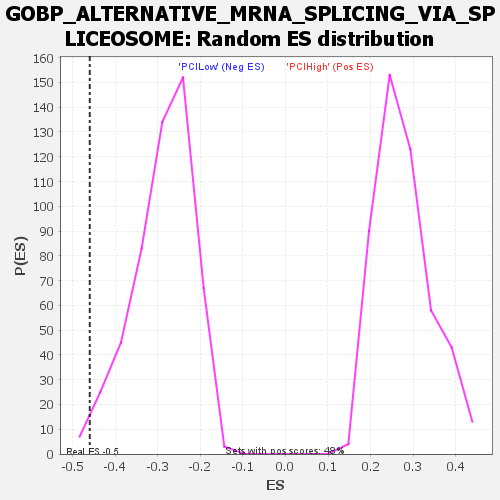 GOBP_ALTERNATIVE_MRNA_SPLICING_VIA_SP
LICEOSOME: Random ES distribution
'PCILow' (Neg ES) 'PCIHigh' (Pos ES)
160
150
140
130
120
110
100
90
80
70
60
50
40
30
20
10
0
P(ES)
Real ES -0.5
Sets with pos scores: 48%
-0.5 -0.4 -0.3 -0.2 -0.1 0.0 0.1 0.2 0.3 0.4
ES